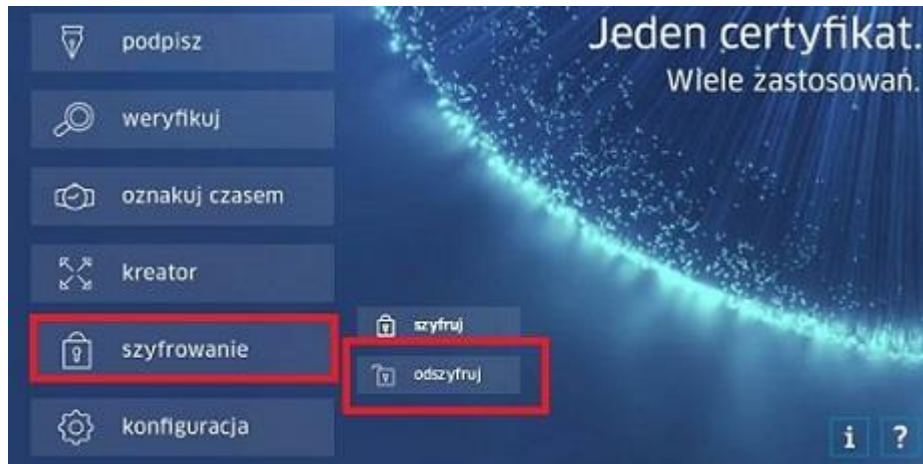 podpisz
Jeden certyfikat.
Wiele zastosowań.
weryfikuj
oznakuj czasem
kreator
szyfruj
szyfrowanie
odszyfruj
konfiguracja
i ?